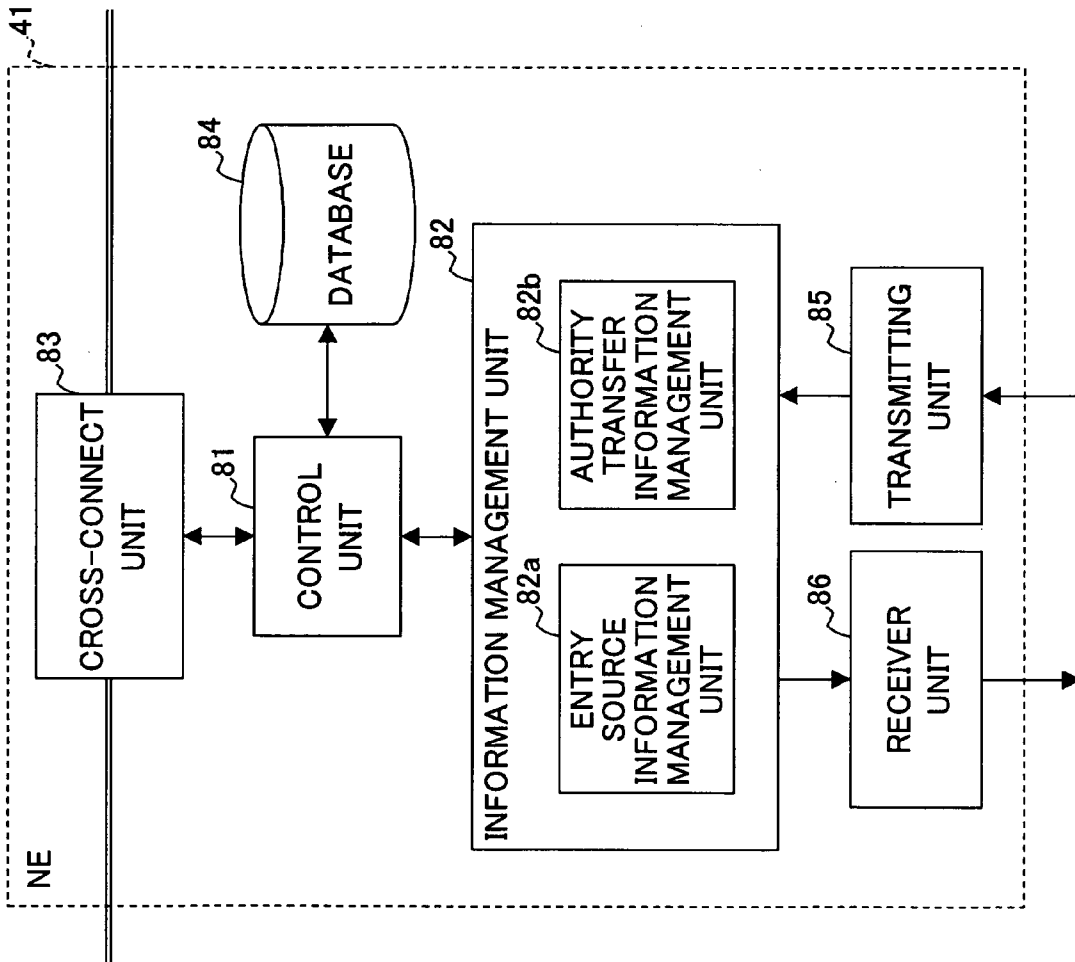 41
NE
83
CROSS-CONNECT
UNIT
84
DATABASE
81
CONTROL
UNIT
82
INFORMATION MANAGEMENT UNIT
82a
ENTRY
SOURCE
INFORMATION
MANAGEMENT
UNIT
82b
AUTHORITY
TRANSFER
INFORMATION
MANAGEMENT
UNIT
86
RECEIVER
UNIT
85
TRANSMITTING
UNIT